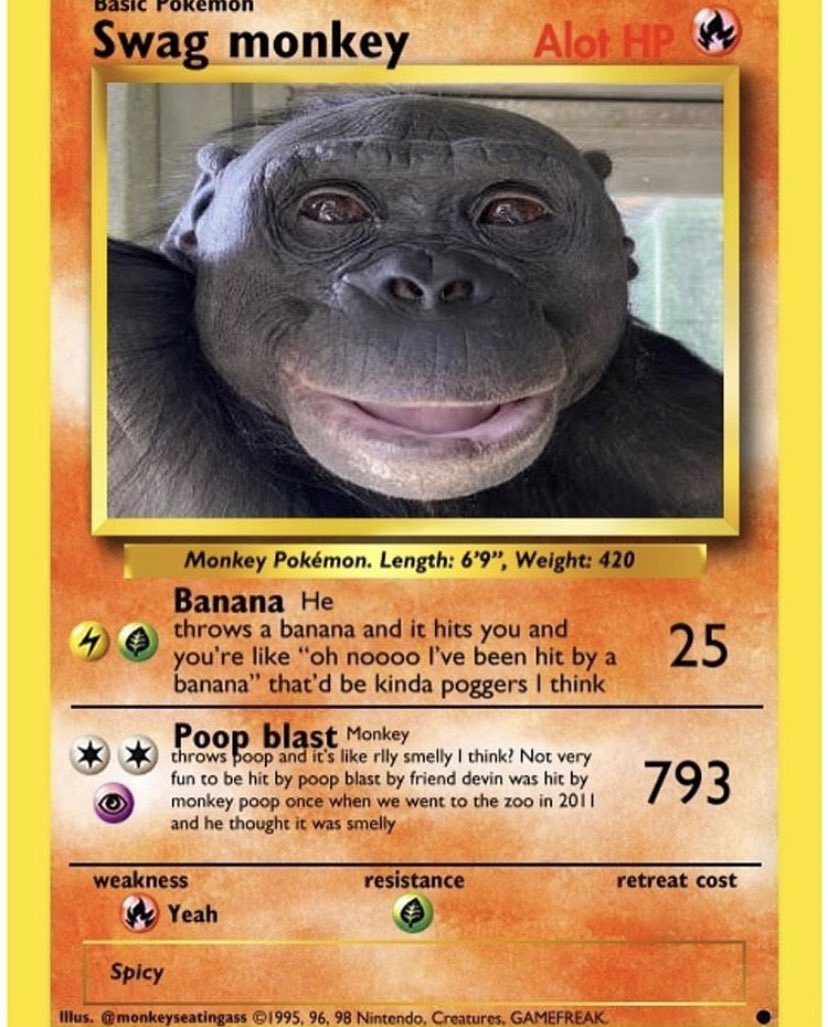 Basic Pokémon
Swag monkey Alot HP
Monkey Pokémon. Length: 6'9”, Weight: 420
Banana He
throws a banana and it hits you and
you're like “oh noooo I've been hit by a
banana” that'd be kinda poggers I think
25
Poop blast Monkey
throws poop and it's like rlly smelly I think? Not very
fun to be hit by poop blast by friend devin was hit by
monkey poop once when we went to the zoo in 2011
and he thought it was smelly
793
weakness resistance retreat cost
Yeah
Spicy
Illus. @monkeyseatingass ©1995, 96, 98 Nintendo, Creatures, GAMEFREAK.